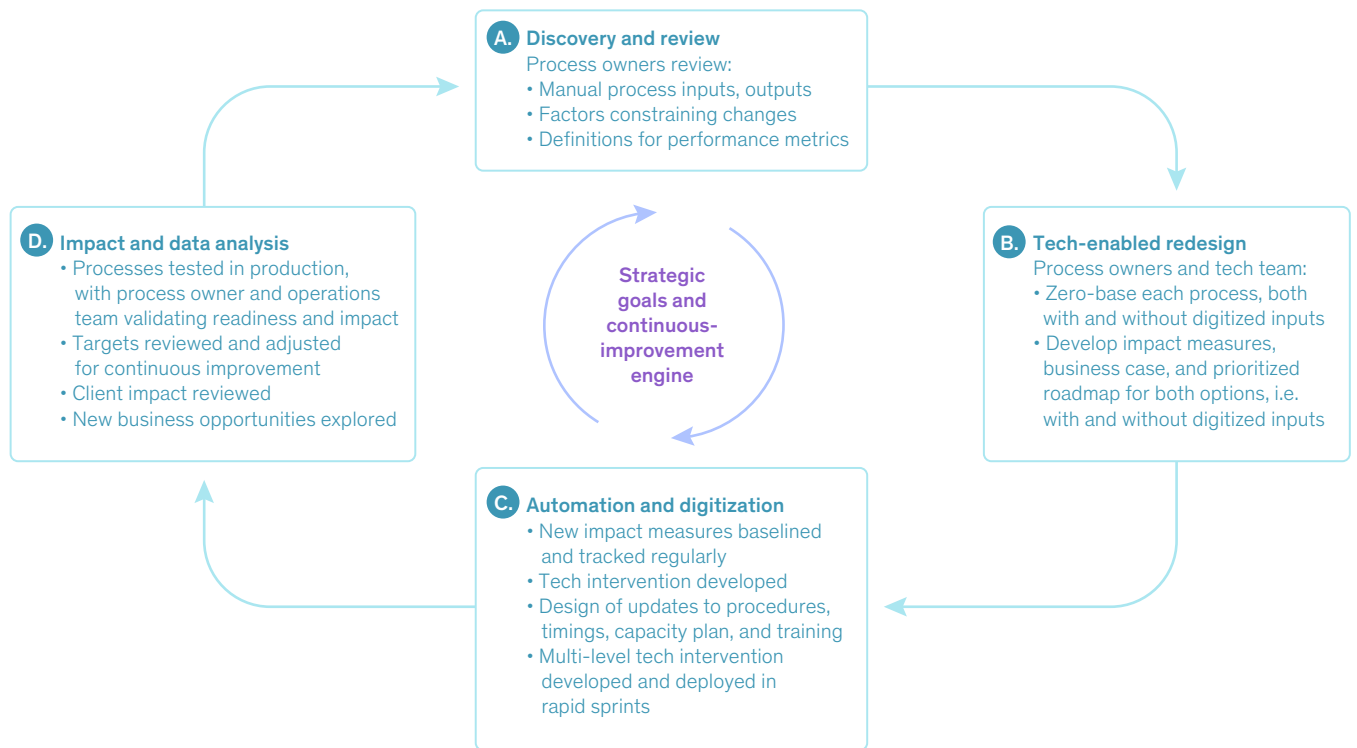 A. Discovery and review
Process owners review:
• Manual process inputs, outputs
• Factors constraining changes
• Definitions for performance metrics
B. Tech-enabled redesign
Process owners and tech team:
• Zero-base each process, both
with and without digitized inputs
• Develop impact measures,
business case, and prioritized
roadmap for both options, i.e.
with and without digitized inputs
C. Automation and digitization
• New impact measures baselined
and tracked regularly
• Tech intervention developed
• Design of updates to procedures,
timings, capacity plan, and training
• Multi-level tech intervention
developed and deployed in
rapid sprints
D. Impact and data analysis
• Processes tested in production,
with process owner and operations
team validating readiness and impact
• Targets reviewed and adjusted
for continuous improvement
• Client impact reviewed
• New business opportunities explored
Strategic
goals and
continuous-
improvement
engine